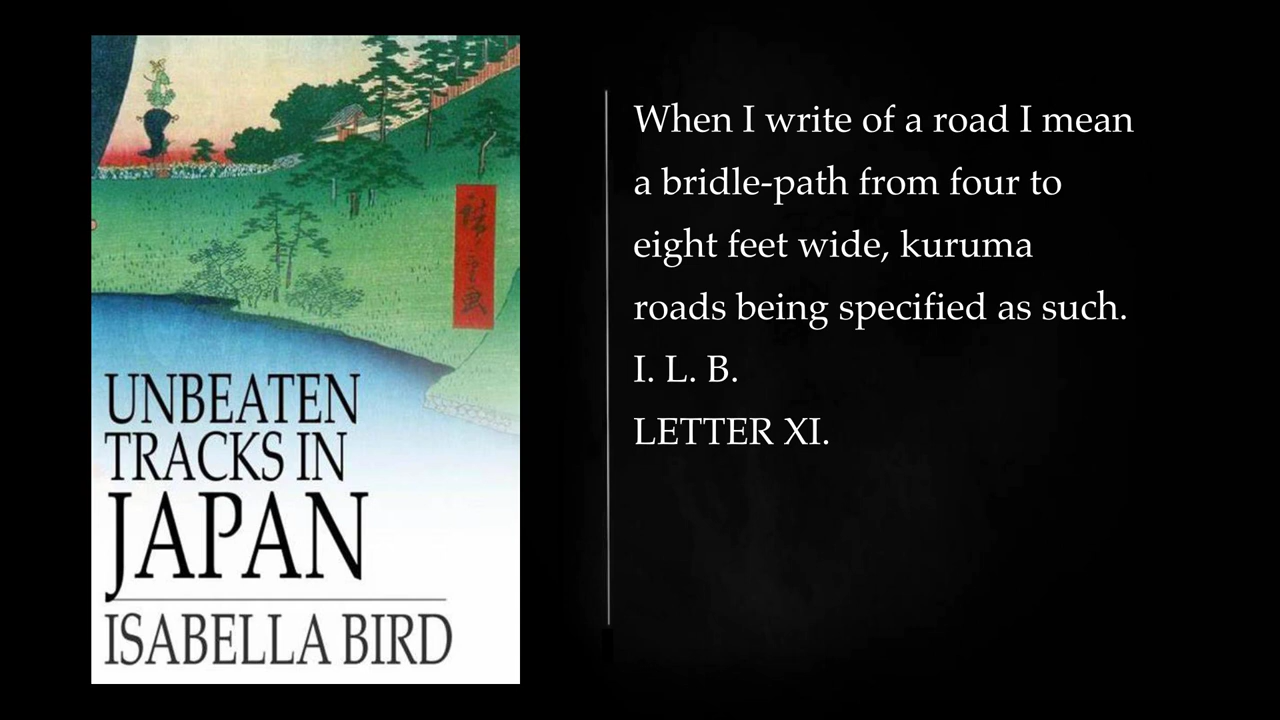 UNBEATEN
TRACKS IN
JAPAN
ISABELLA BIRD
When I write of a road I mean
a bridle-path from four to
eight feet wide, kuruma
roads being specified as such.
I. L. B.
LETTER XI.